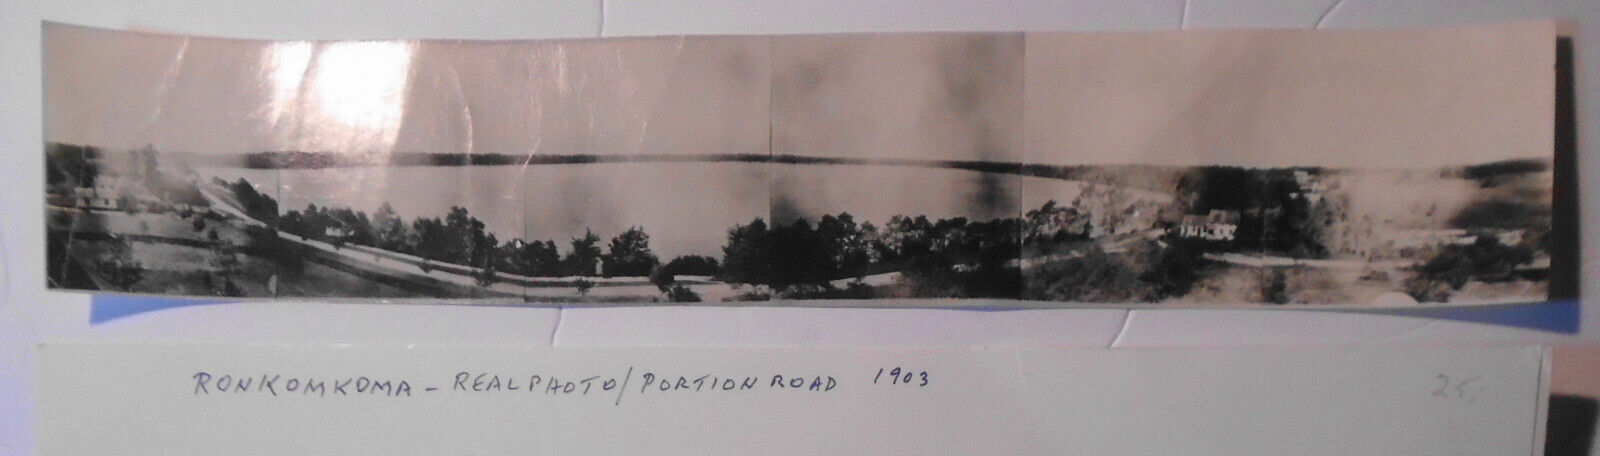 RONKOMKOMA - REALPHOTO/PORTION ROAD 1903
25.-